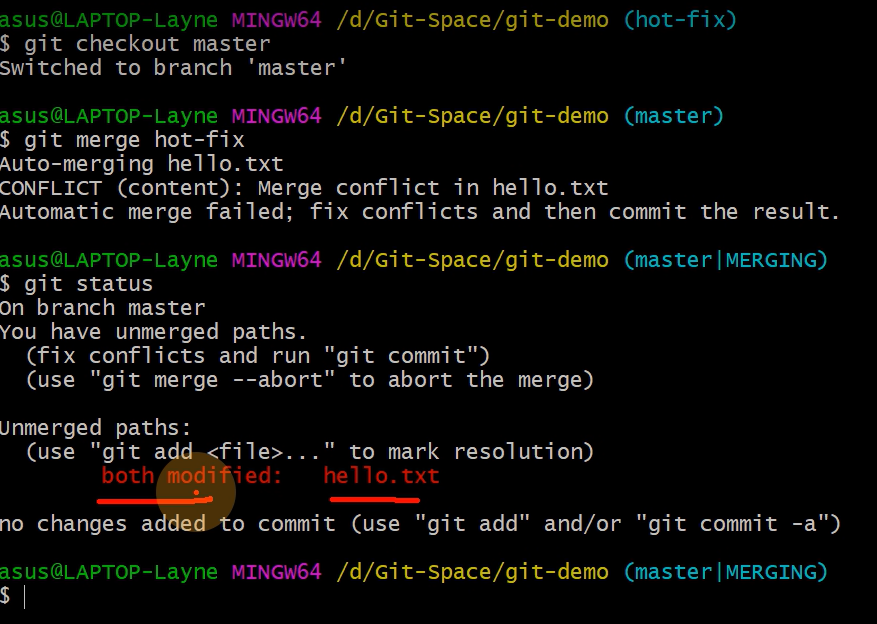 asus@LAPTOP-Layne MINGW64 /d/Git-Space/git-demo (hot-fix)
$ git checkout master
Switched to branch 'master'
asus@LAPTOP-Layne MINGW64 /d/Git-Space/git-demo (master)
$ git merge hot-fix
Auto-merging hello.txt
CONFLICT (content): Merge conflict in hello.txt
Automatic merge failed; fix conflicts and then commit the result.
asus@LAPTOP-Layne MINGW64 /d/Git-Space/git-demo (master|MERGING)
$ git status
On branch master
You have unmerged paths.
  (fix conflicts and run "git commit")
  (use "git merge --abort" to abort the merge)
Unmerged paths:
  (use "git add <file>..." to mark resolution)
        both modified:   hello.txt
no changes added to commit (use "git add" and/or "git commit -a")
asus@LAPTOP-Layne MINGW64 /d/Git-Space/git-demo (master|MERGING)
$